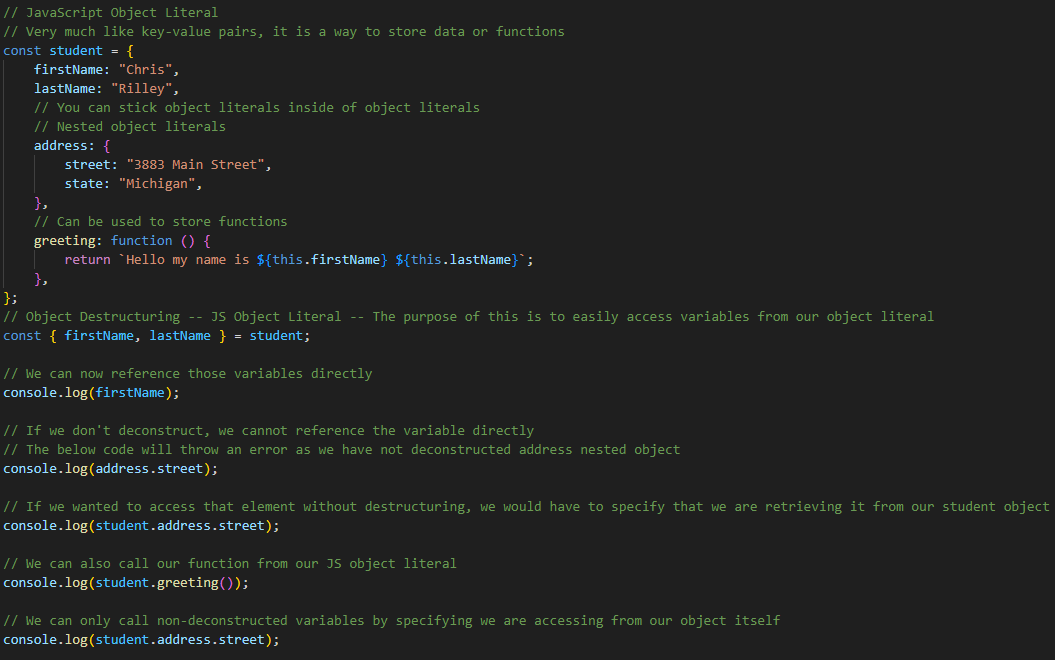 // JavaScript Object Literal
// Very much like key-value pairs, it is a way to store data or functions
const student = {
    firstName: "Chris",
    lastName: "Rilley",
    // You can stick object literals inside of object literals
    // Nested object literals
    address: {
        street: "3883 Main Street",
        state: "Michigan",
    },
    // Can be used to store functions
    greeting: function () {
        return `Hello my name is ${this.firstName} ${this.lastName}`;
    },
};
// Object Destructuring -- JS Object Literal -- The purpose of this is to easily access variables from our object literal
const { firstName, lastName } = student;

// We can now reference those variables directly
console.log(firstName);

// If we don't deconstruct, we cannot reference the variable directly
// The below code will throw an error as we have not deconstructed address nested object
console.log(address.street);

// If we wanted to access that element without destructuring, we would have to specify that we are retrieving it from our student object
console.log(student.address.street);

// We can also call our function from our JS object literal
console.log(student.greeting());

// We can only call non-deconstructed variables by specifying we are accessing from our object itself
console.log(student.address.street);